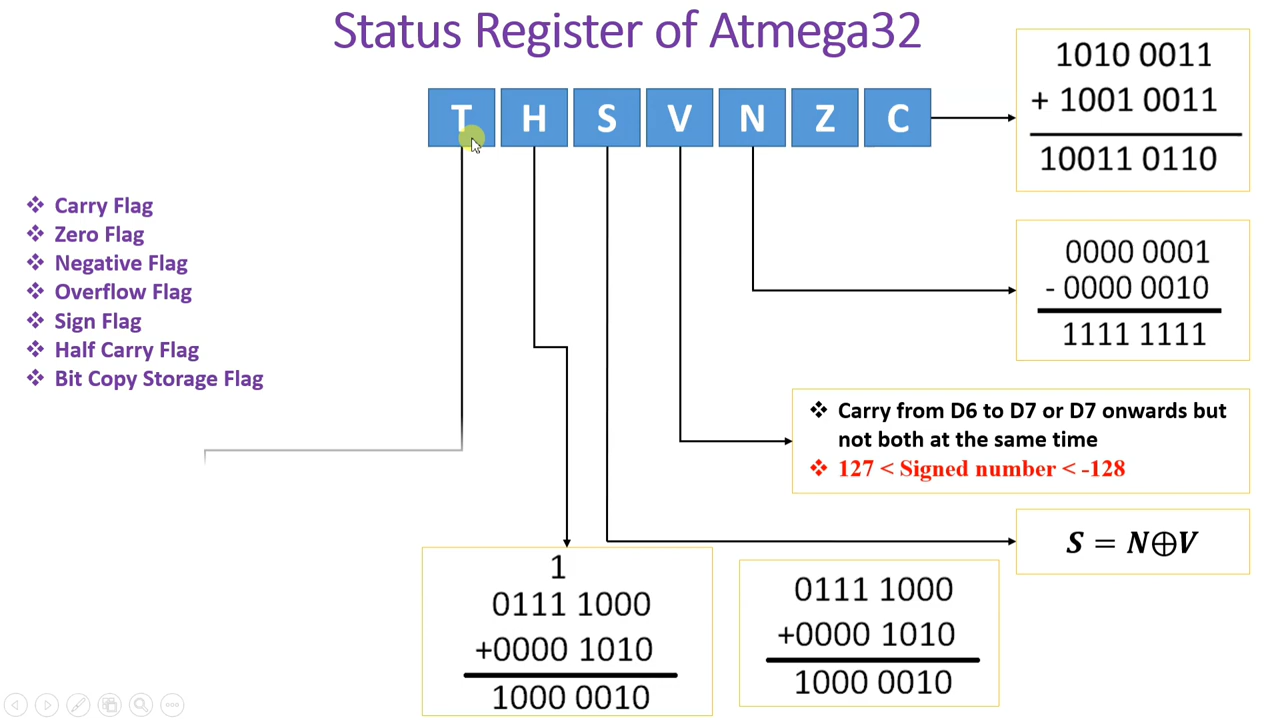 Status Register of Atmega32
T H S V N Z C
1010 0011
+ 1001 0011
10011 0110
❖ Carry Flag
❖ Zero Flag
❖ Negative Flag
❖ Overflow Flag
❖ Sign Flag
❖ Half Carry Flag
❖ Bit Copy Storage Flag
0000 0001
- 0000 0010
1111 1111
❖ Carry from D6 to D7 or D7 onwards but
not both at the same time
❖ 127 < Signed number < -128
S = N⊕V
1
0111 1000
+0000 1010
1000 0010
0111 1000
+0000 1010
1000 0010